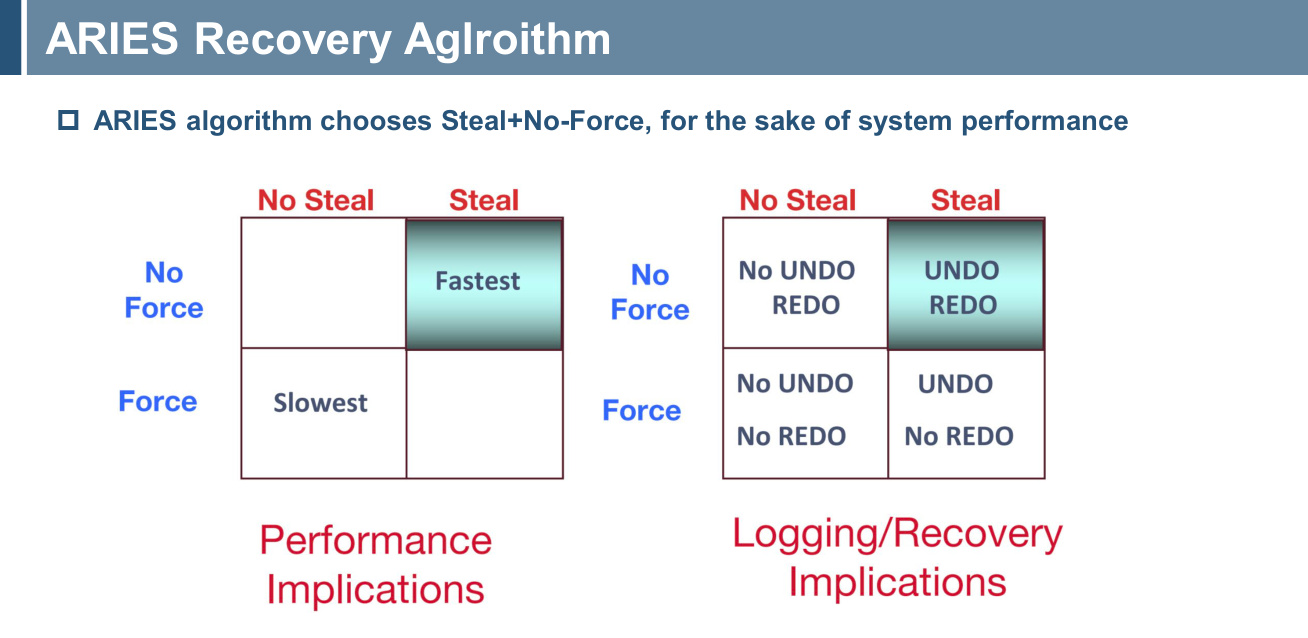 ARIES Recovery Aglroithm
ARIES algorithm chooses Steal+No-Force, for the sake of system performance
No Steal
Steal
No
Force
Fastest
Force
Slowest
Performance
Implications
No Steal
Steal
No
Force
No UNDO
REDO
UNDO
REDO
Force
No UNDO
No REDO
UNDO
No REDO
Logging/Recovery
Implications